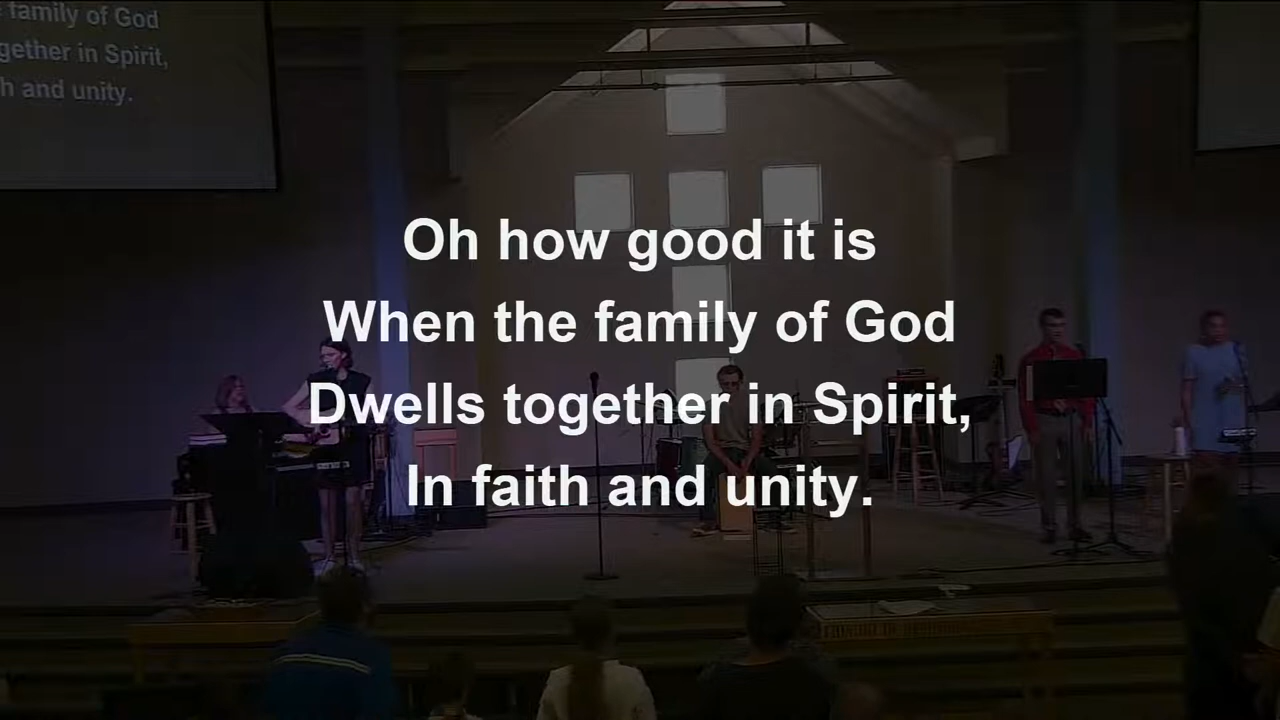 family of God
gether in Spirit,
h and unity.
Oh how good it is
When the family of God
Dwells together in Spirit,
In faith and unity.